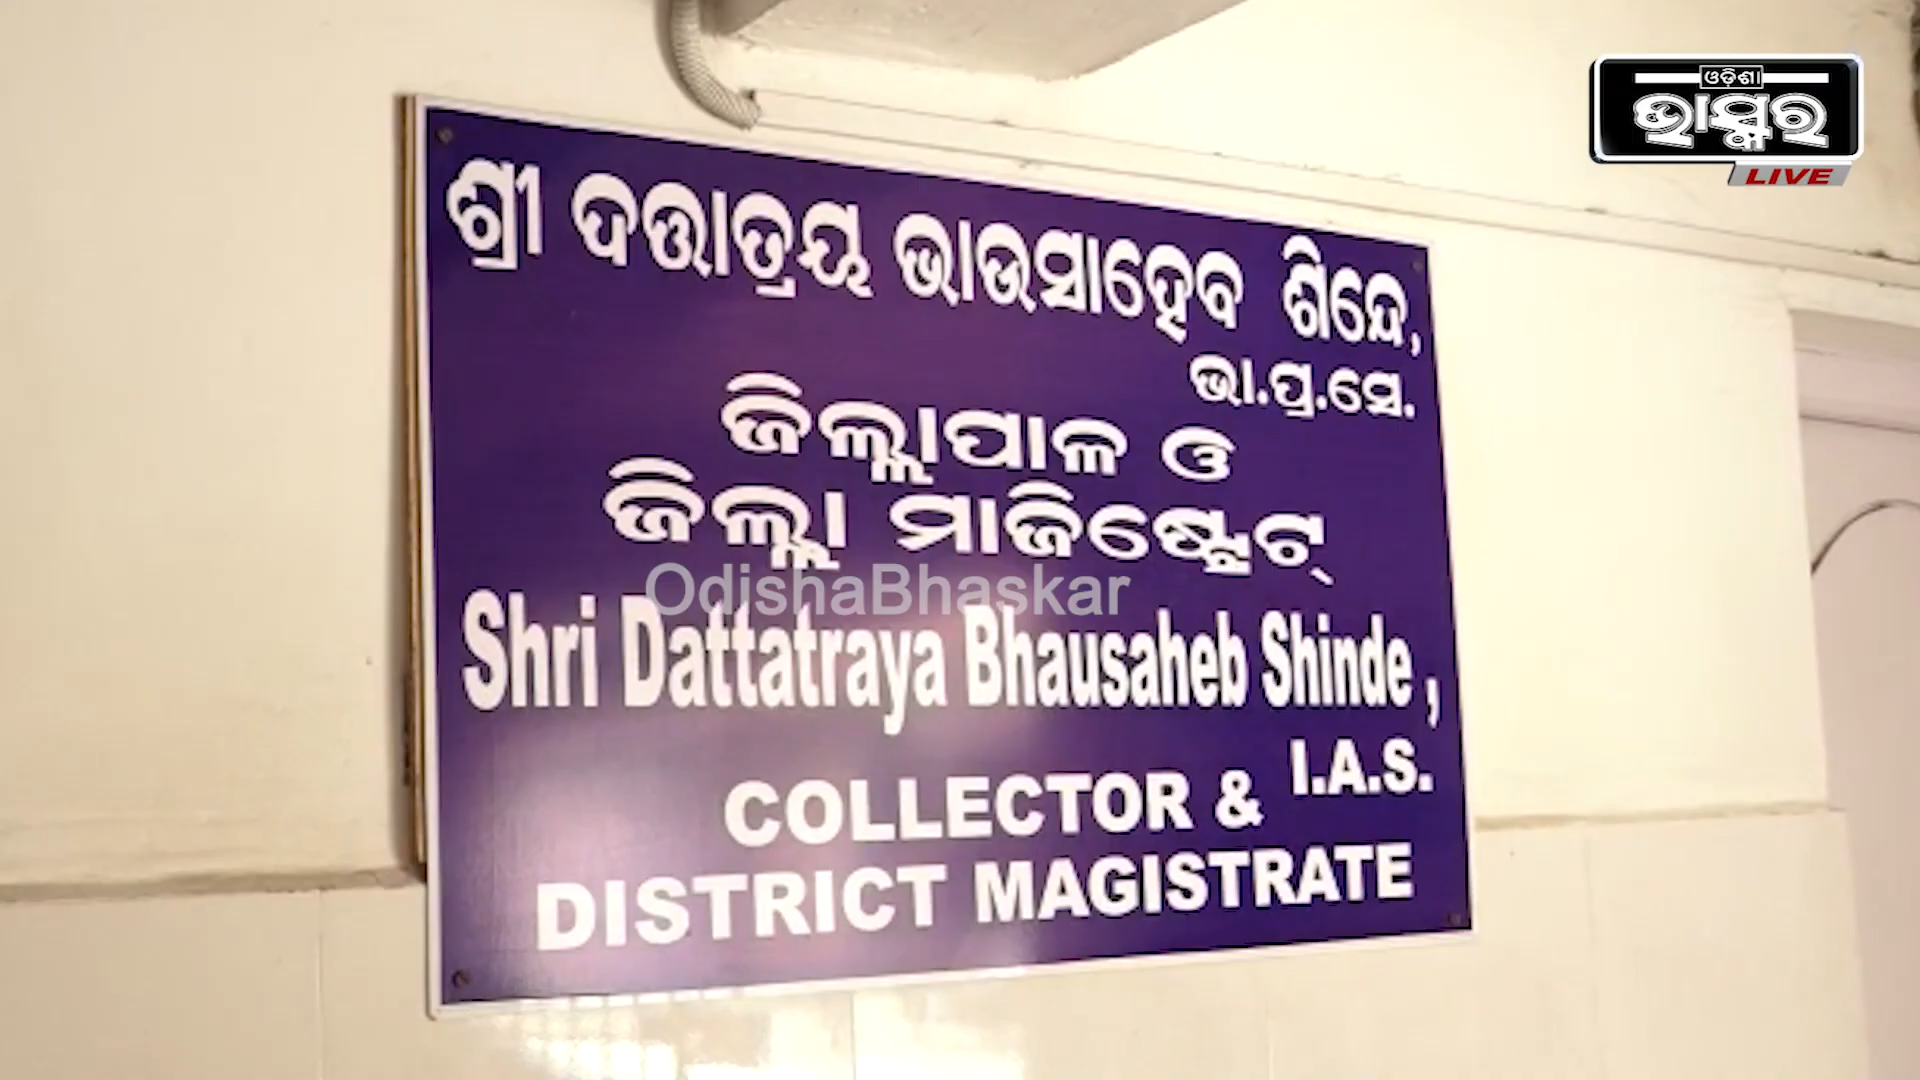 ଓଡ଼ିଶା
ଭାସ୍କର
LIVE
ଶ୍ରୀ ଦତ୍ତାତ୍ରୟ ଭାଉସାହେବ ଶିନ୍ଦେ,
ଭା.ପ୍ର.ସେ.
ଜିଲ୍ଲାପାଳ ଓ
ଜିଲ୍ଲା ମାଜିଷ୍ଟ୍ରେଟ୍
OdishaBhaskar
Shri Dattatraya Bhausaheb Shinde ,
I.A.S.
COLLECTOR &
DISTRICT MAGISTRATE